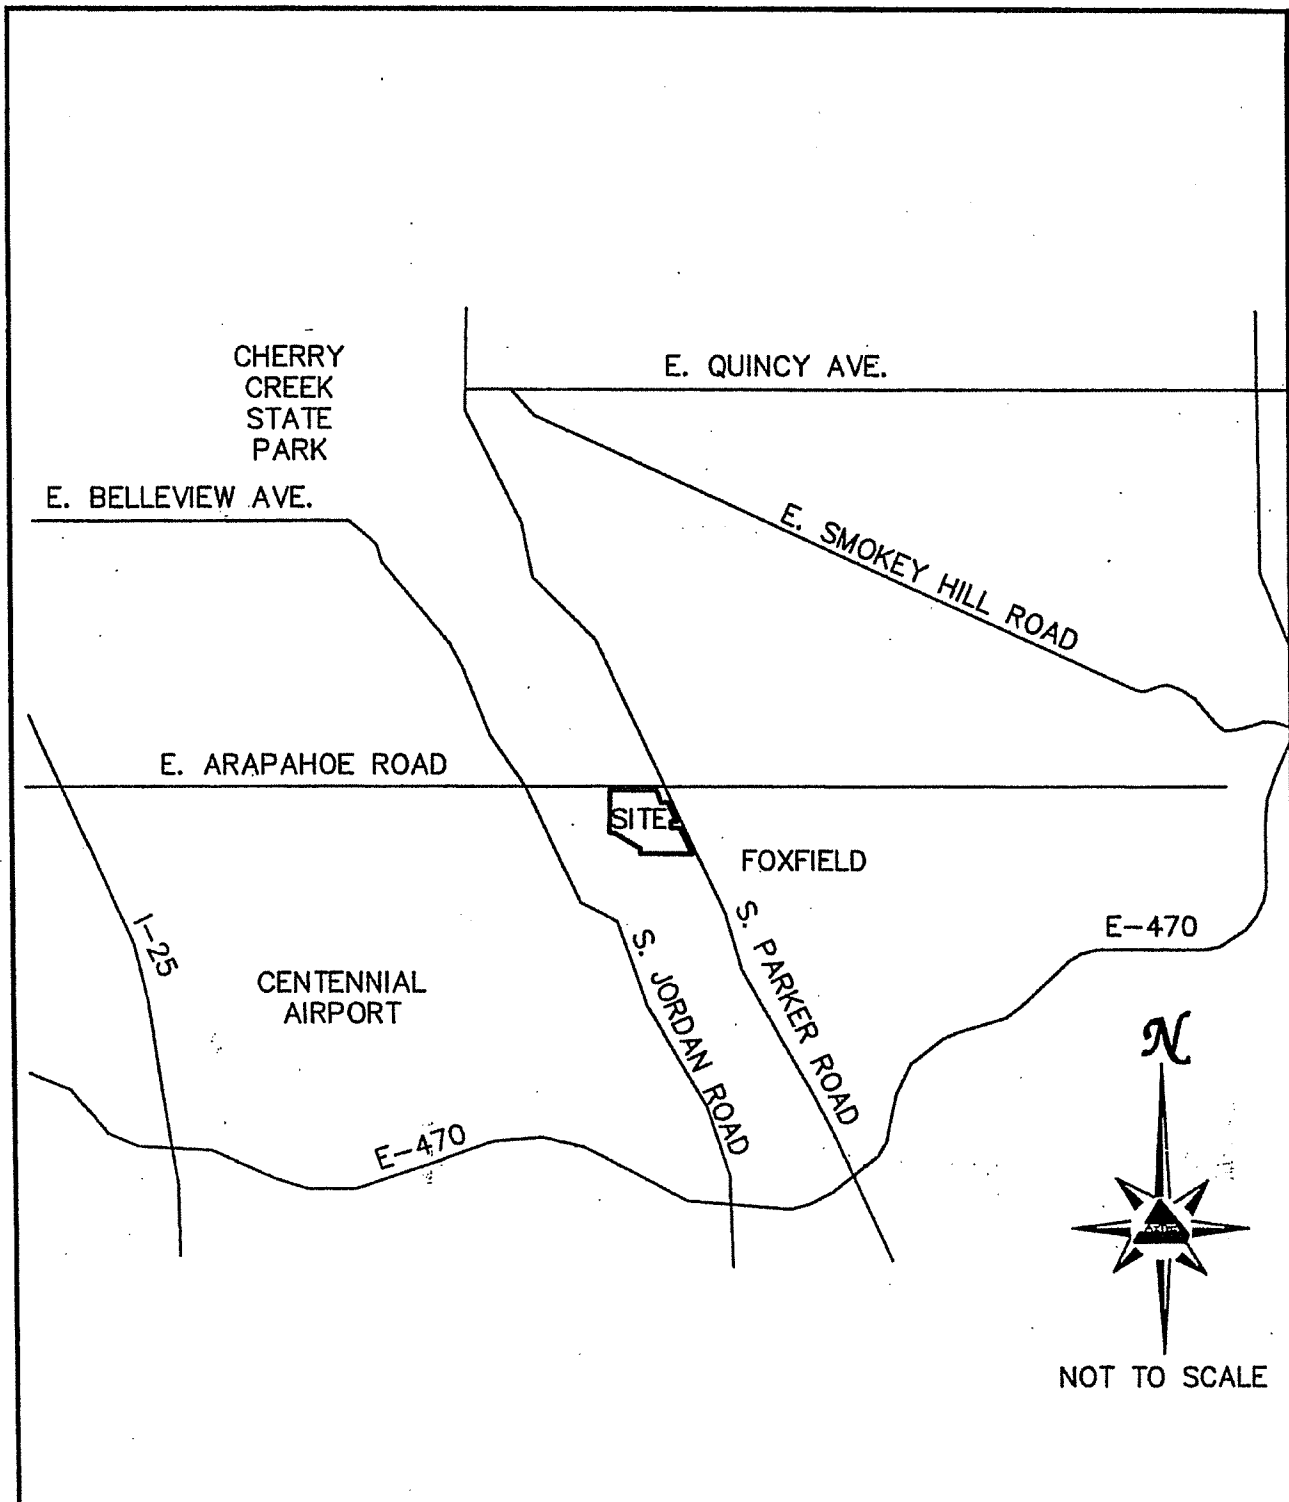 CHERRY
CREEK
STATE
PARK
E. QUINCY AVE.
E. BELLEVIEW AVE.
E. SMOKEY HILL ROAD
E. ARAPAHOE ROAD
SITE
FOXFIELD
I-25
S. PARKER ROAD
E-470
S. JORDAN ROAD
CENTENNIAL
AIRPORT
N
E-470
NOT TO SCALE